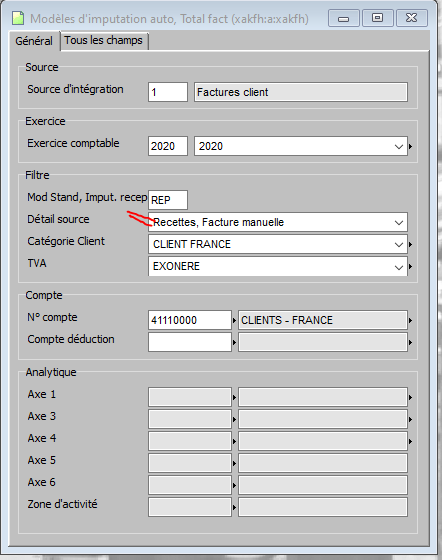 Modèles d'imputation auto, Total fact (xakfh:a:xakfh)
Général Tous les champs
Source
Source d'intégration 1 Factures client
Exercice
Exercice comptable 2020 2020
Filtre
Mod Stand, Imput. recep REP
Détail source Recettes, Facture manuelle
Catégorie Client CLIENT FRANCE
TVA EXONERE
Compte
N° compte 41110000 CLIENTS - FRANCE
Compte déduction
Analytique
Axe 1
Axe 3
Axe 4
Axe 5
Axe 6
Zone d'activité